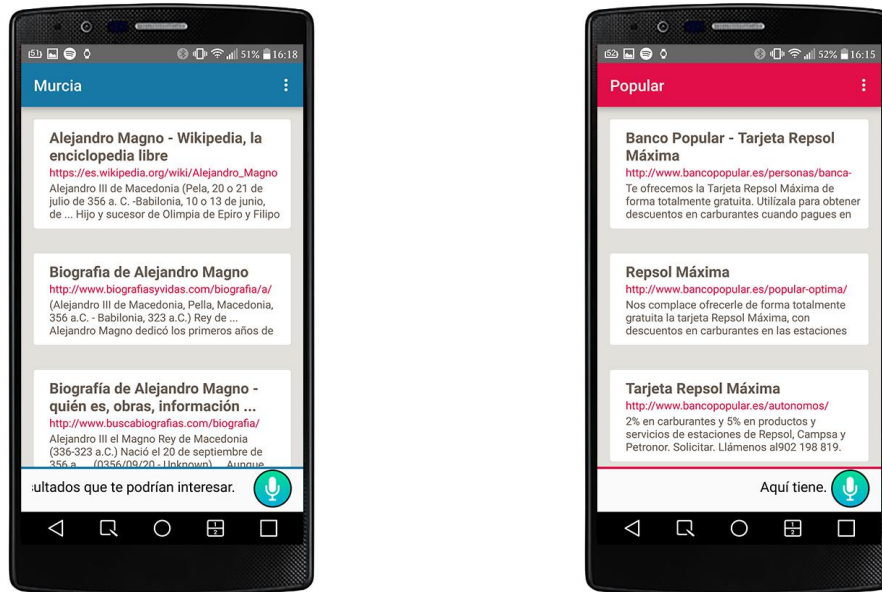 51% 16:18
Murcia
Alejandro Magno - Wikipedia, la
enciclopedia libre
https://es.wikipedia.org/wiki/Alejandro_Magno
Alejandro III de Macedonia (Pela, 20 o 21 de
julio de 356 a. C. -Babilonia, 10 o 13 de junio,
de ... Hijo y sucesor de Olimpia de Epiro y Filipo
Biografia de Alejandro Magno
http://www.biografiasyvidas.com/biografia/a/
(Alejandro III de Macedonia, Pella, Macedonia,
356 a.C. - Babilonia, 323 a.C.) Rey de ...
Alejandro Magno dedicó los primeros años de
Biografía de Alejandro Magno -
quién es, obras, información ...
http://www.buscabiografias.com/biografia/
Alejandro III el Magno Rey de Macedonia
(336-323 a.C.) Nació el 20 de septiembre de
356 a... (0356/09/20 - Unknown)... Aunque
sultados que te podrían interesar.
52% 16:15
Popular
Banco Popular - Tarjeta Repsol
Máxima
http://www.bancopopular.es/personas/banca-
Te ofrecemos la Tarjeta Repsol Máxima de
forma totalmente gratuita. Utilízala para obtener
descuentos en carburantes cuando pagues en
Repsol Máxima
http://www.bancopopular.es/popular-optima/
Nos complace ofrecerle de forma totalmente
gratuita la tarjeta Repsol Máxima, con
descuentos en carburantes en las estaciones
Tarjeta Repsol Máxima
http://www.bancopopular.es/autonomos/
2% en carburantes y 5% en productos y
servicios de estaciones de Repsol, Campsa y
Petronor. Solicitar. Llámenos al902 198 819.
Aquí tiene.